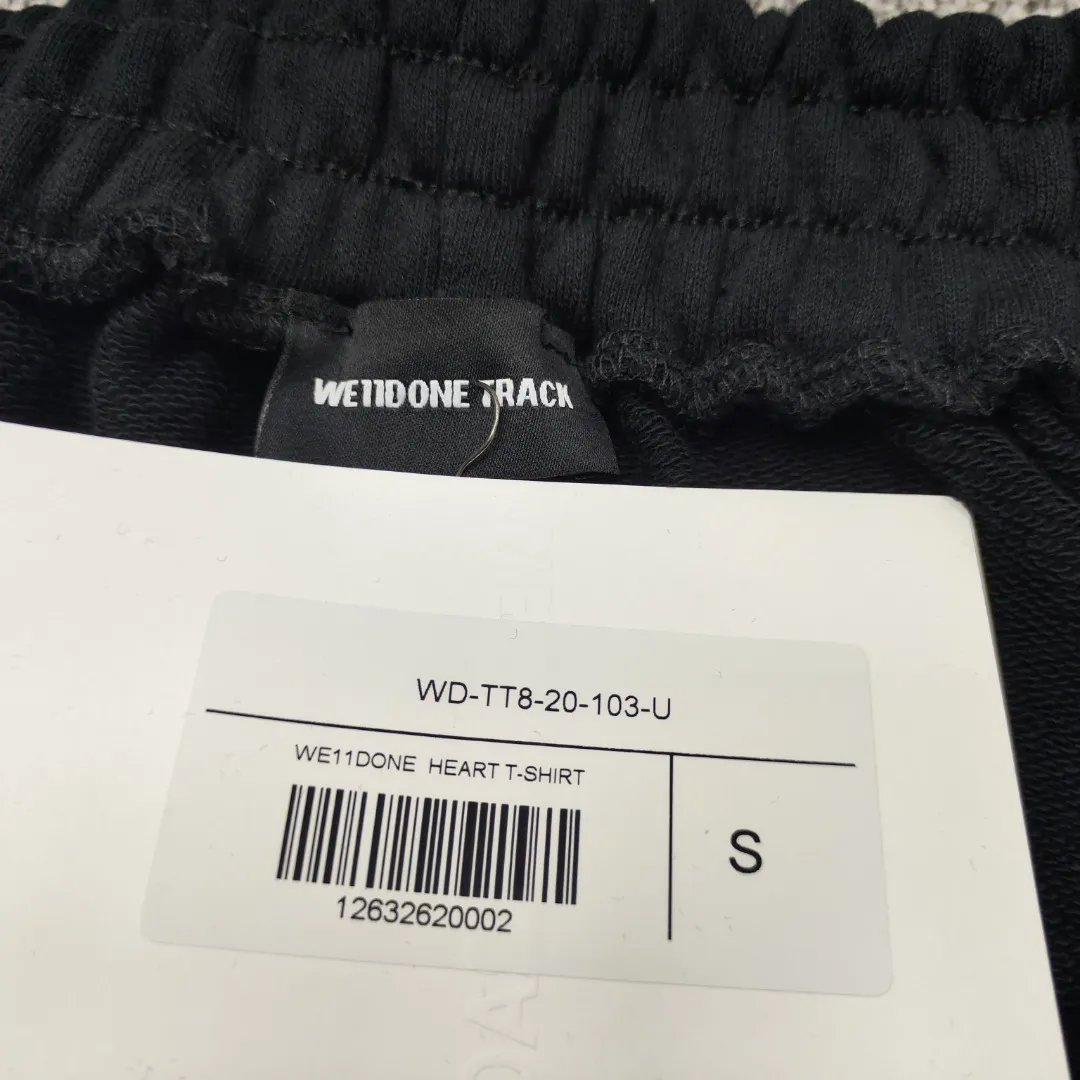 WE11DONE TRACK
WD-TT8-20-103-U
WE11DONE HEART T-SHIRT
S
12632620002